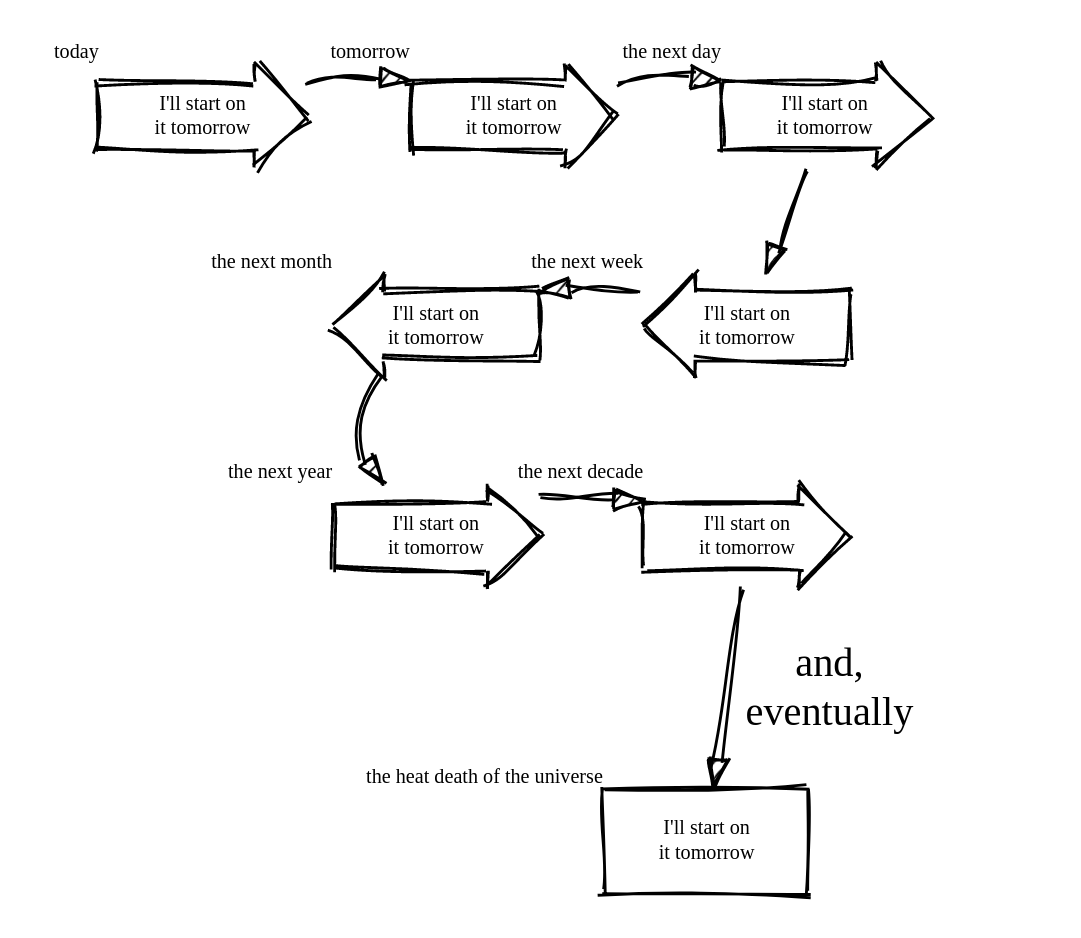 today
I'll start on
it tomorrow
tomorrow
I'll start on
it tomorrow
the next day
I'll start on
it tomorrow
the next week
I'll start on
it tomorrow
the next month
I'll start on
it tomorrow
the next year
I'll start on
it tomorrow
the next decade
I'll start on
it tomorrow
and,
eventually
the heat death of the universe
I'll start on
it tomorrow